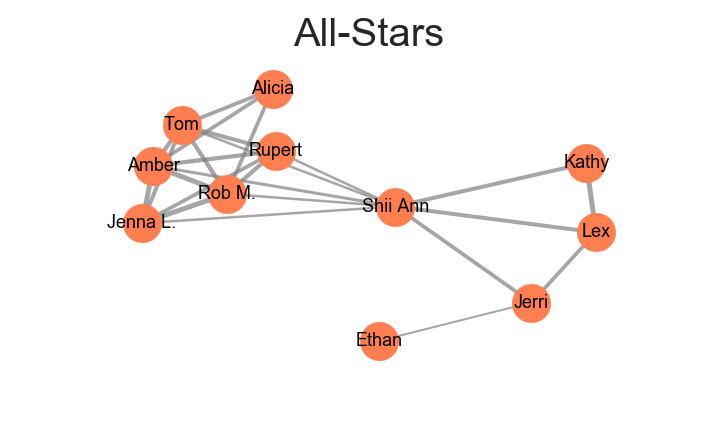 All-Stars
Alicia
Tom
Rupert
Amber
Kathy
Rob M.
Shii Ann
Jenna L.
Lex
Jerri
Ethan